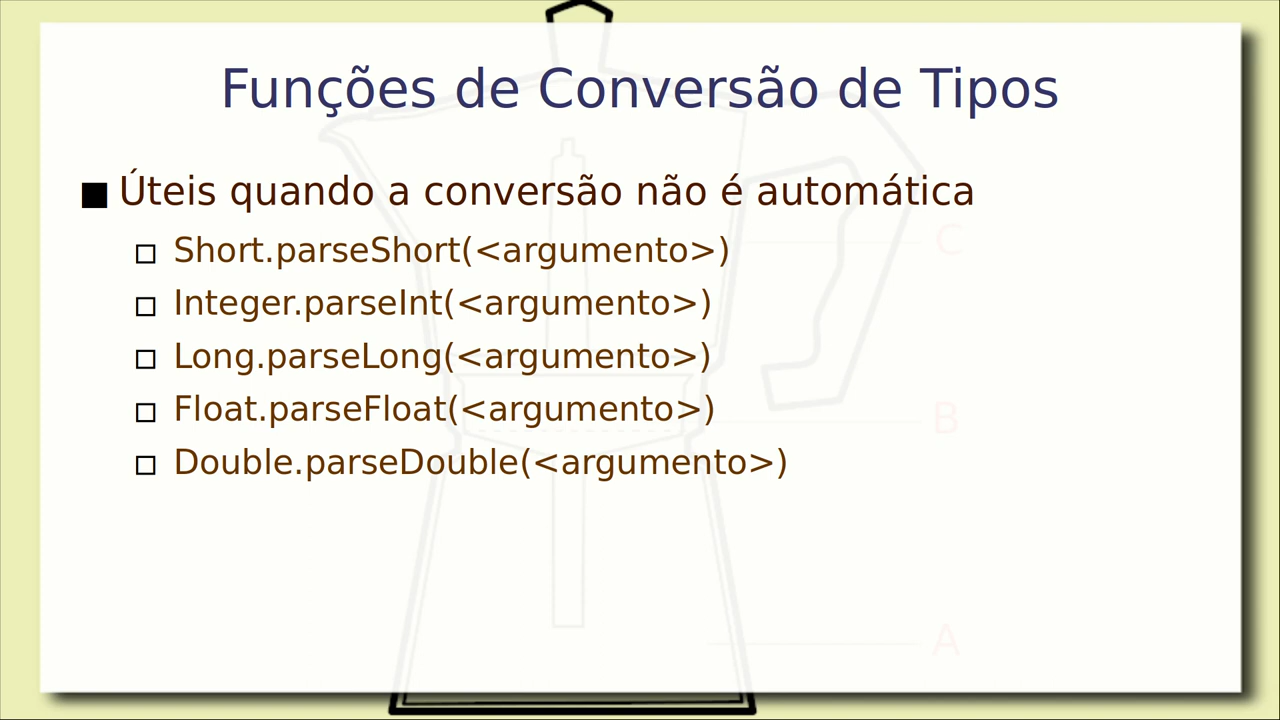 Funções de Conversão de Tipos
Úteis quando a conversão não é automática
Short.parseShort(<argumento>)
Integer.parseInt(<argumento>)
Long.parseLong(<argumento>)
Float.parseFloat(<argumento>)
Double.parseDouble(<argumento>)
C
B
A